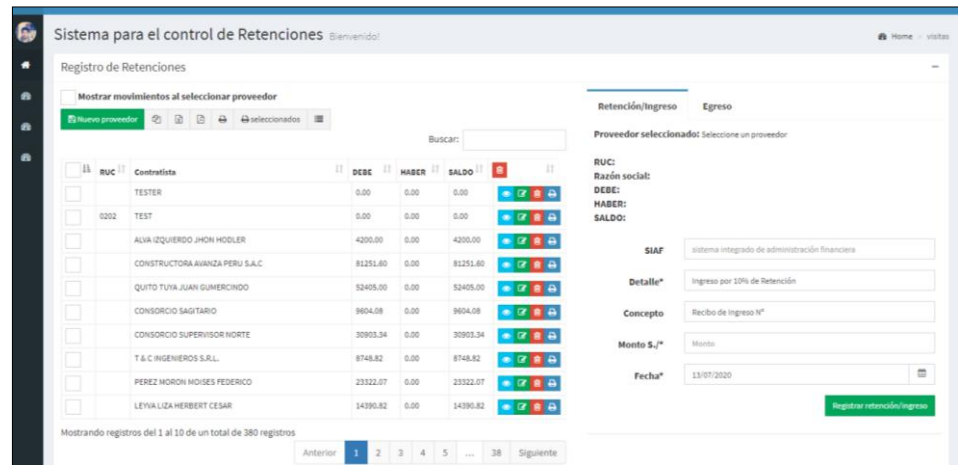 Sistema para el control de Retenciones Bienvenido!
Home > visitas
Registro de Retenciones
Mostrar movimientos al seleccionar proveedor
Nuevo proveedor seleccionados
Buscar:
RUC Contratista DEBE HABER SALDO
TESTER 0.00 0.00 0.00
0202 TEST 0.00 0.00 0.00
ALVA IZQUIERDO JHON HODLER 4200.00 0.00 4200.00
CONSTRUCTORA AVANZA PERU S.A.C 81251.60 0.00 81251.60
QUITO TUYA JUAN GUMERCINDO 52405.00 0.00 52405.00
CONSORCIO SAGITARIO 9604.08 0.00 9604.08
CONSORCIO SUPERVISOR NORTE 30903.34 0.00 30903.34
T & C INGENIEROS S.R.L. 8748.82 0.00 8748.82
PEREZ MORON MOISES FEDERICO 23322.07 0.00 23322.07
LEYVA LIZA HERBERT CESAR 14390.82 0.00 14390.82
Mostrando registros del 1 al 10 de un total de 380 registros
Anterior 1 2 3 4 5 ... 38 Siguiente
Retención/Ingreso Egreso
Proveedor seleccionado: Seleccione un proveedor
RUC:
Razón social:
DEBE:
HABER:
SALDO:
SIAF sistema integrado de administración financiera
Detalle* Ingreso por 10% de Retención
Concepto Recibo de Ingreso N°
Monto S./* Monto
Fecha* 13/07/2020
Registrar retención/ingreso